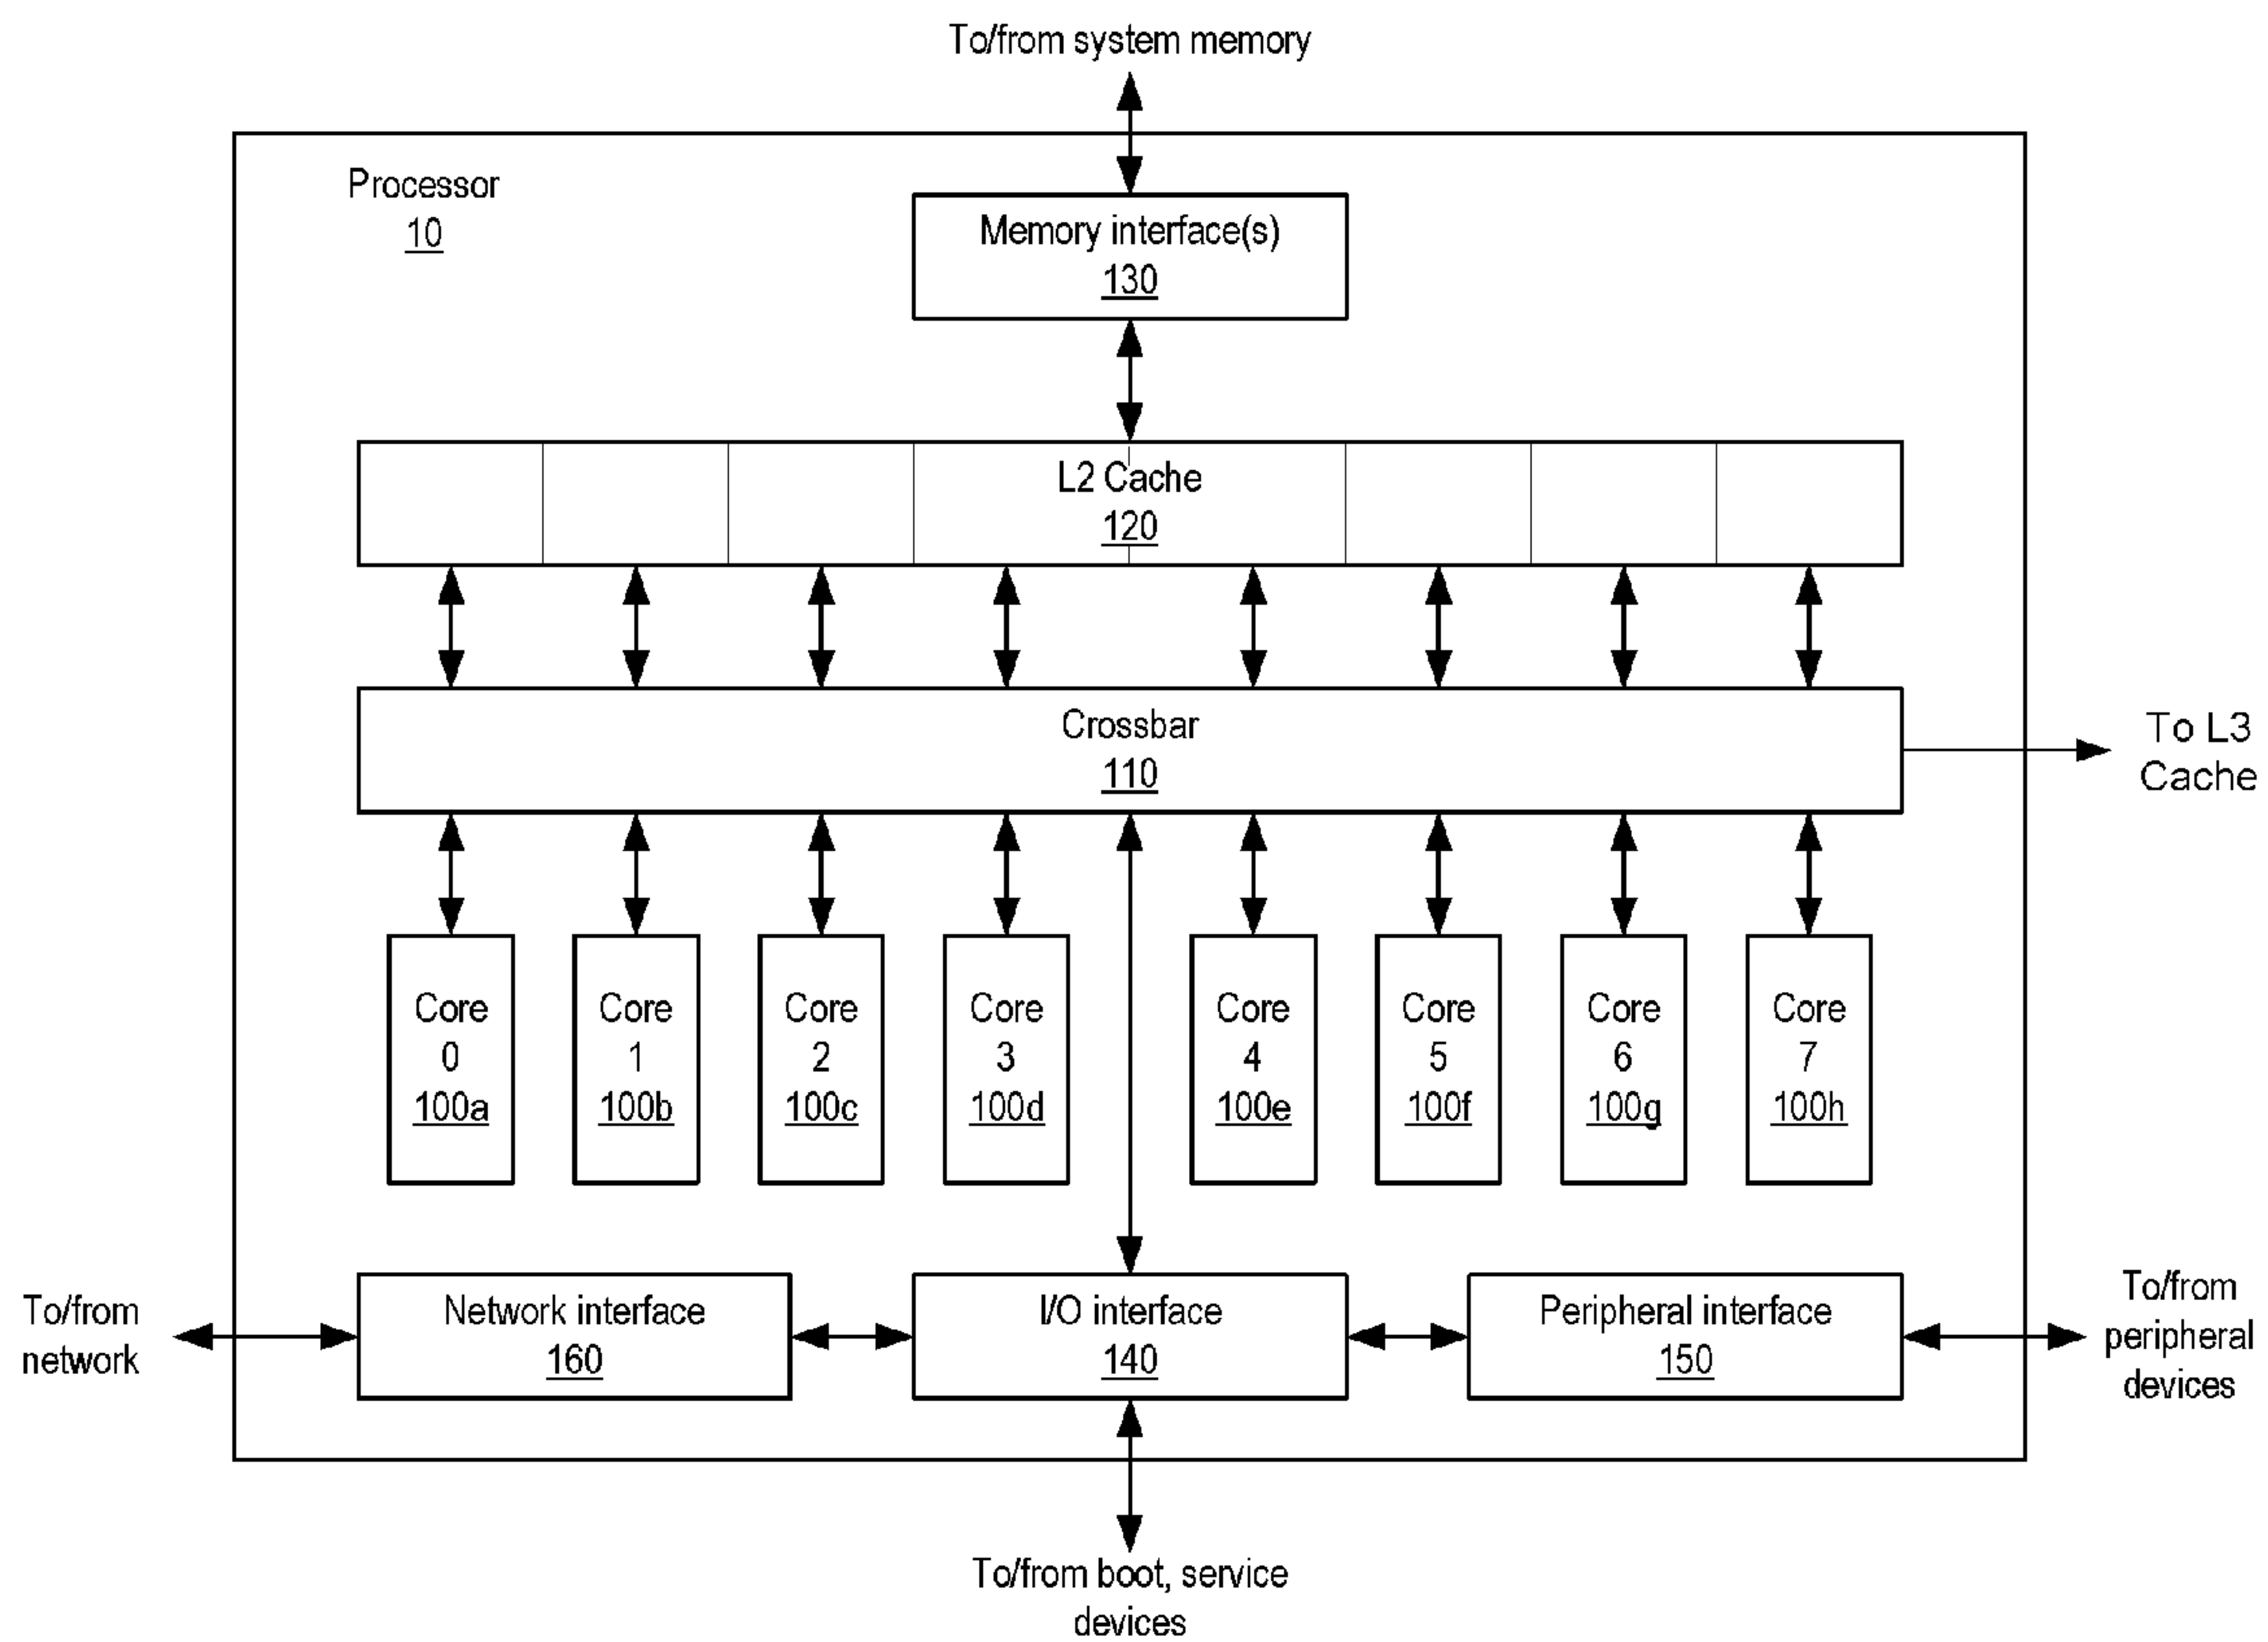 To/from system memory
Processor
10
Memory interface(s)
130
L2 Cache
120
Crossbar
110
To L3
Cache
Core
0
100a
Core
1
100b
Core
2
100c
Core
3
100d
Core
4
100e
Core
5
100f
Core
6
100g
Core
7
100h
To/from
network
Network interface
160
I/O interface
140
Peripheral interface
150
To/from
peripheral
devices
To/from boot, service
devices